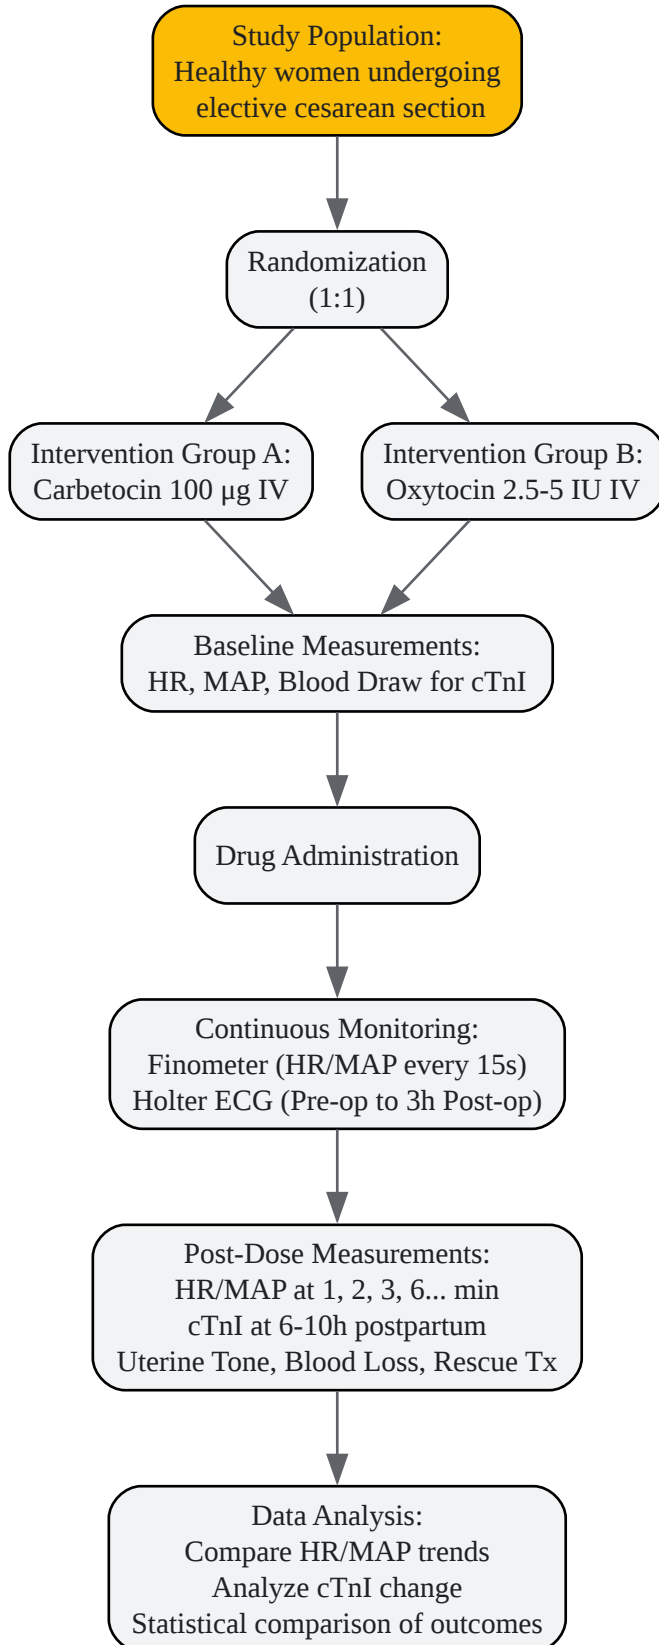 Study Population:
Healthy women undergoing
elective cesarean section
Randomization
(1:1)
Intervention Group A:
Carbetocin 100 μg IV
Intervention Group B:
Oxytocin 2.5-5 IU IV
Baseline Measurements:
HR, MAP, Blood Draw for cTnI
Drug Administration
Continuous Monitoring:
Finometer (HR/MAP every 15s)
Holter ECG (Pre-op to 3h Post-op)
Post-Dose Measurements:
HR/MAP at 1, 2, 3, 6... min
cTnI at 6-10h postpartum
Uterine Tone, Blood Loss, Rescue Tx
Data Analysis:
Compare HR/MAP trends
Analyze cTnI change
Statistical comparison of outcomes